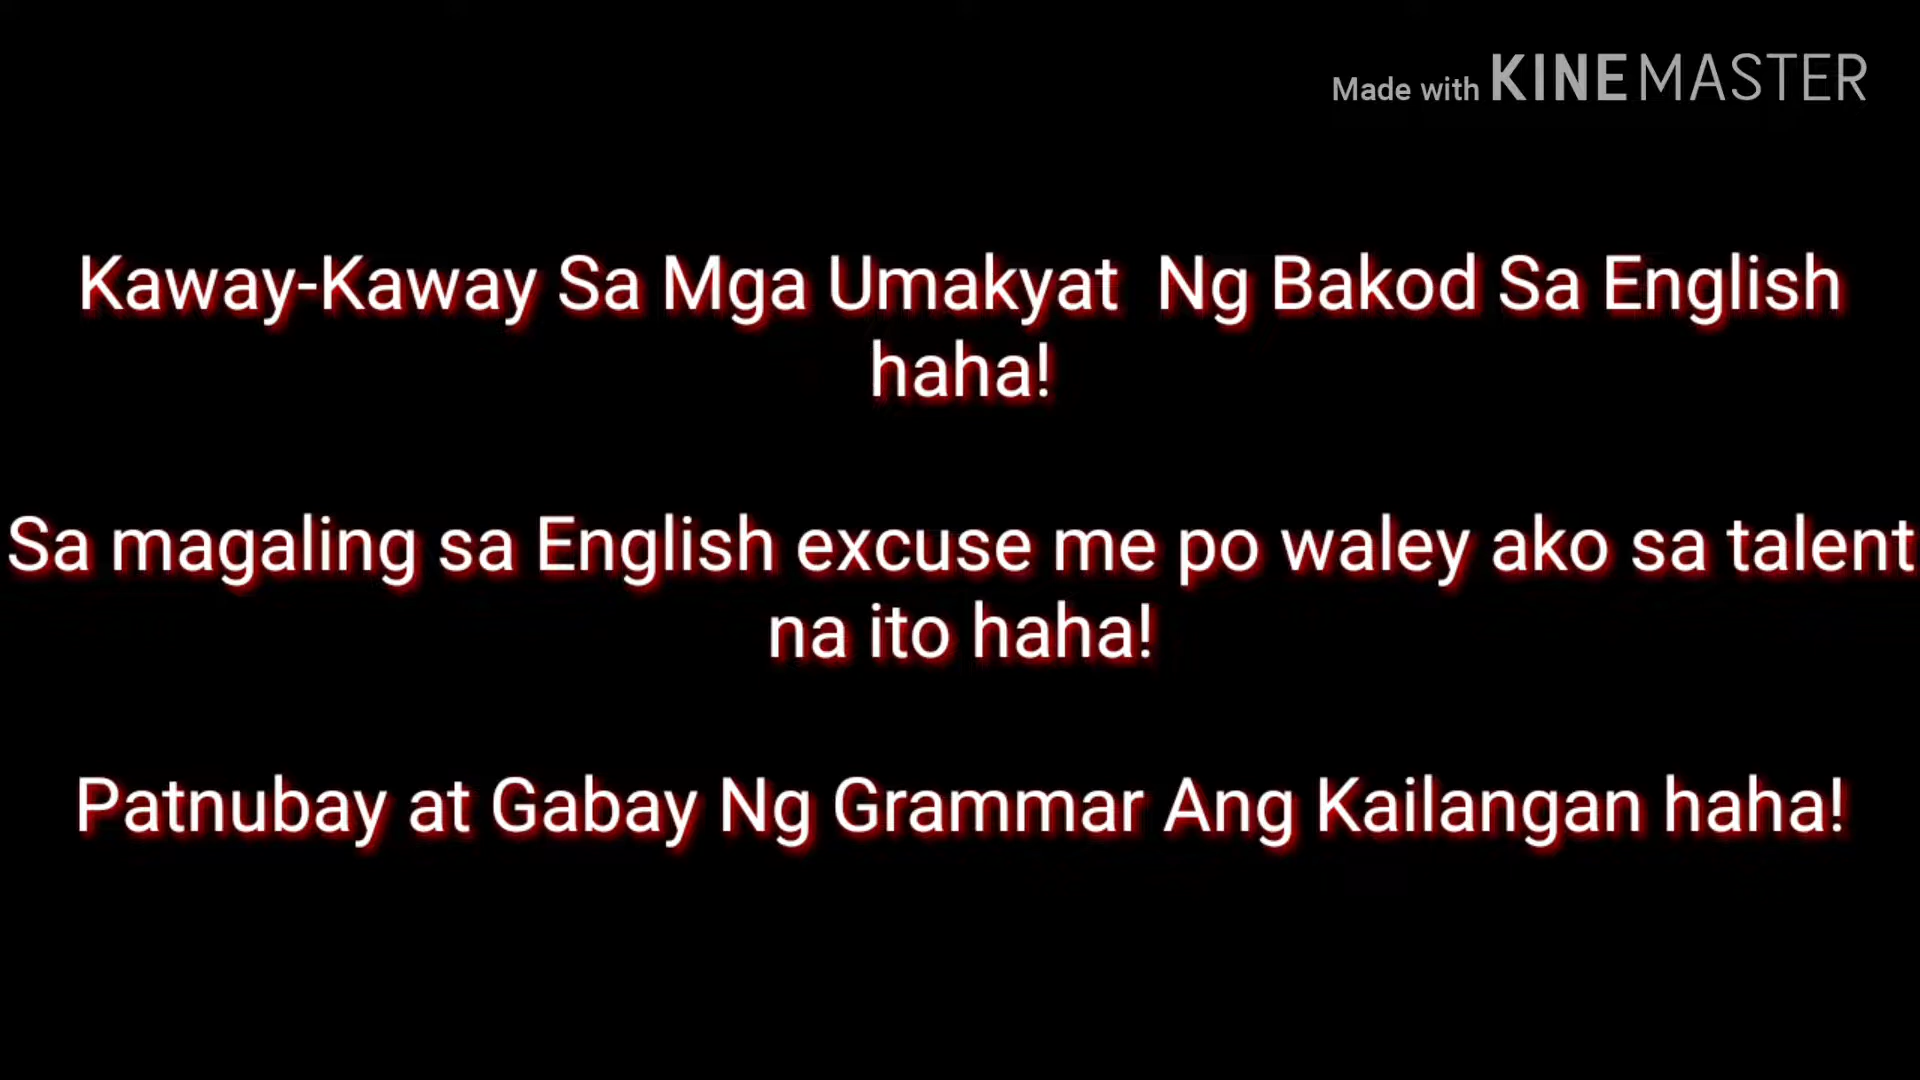 Made with KINEMASTER
Kaway-Kaway Sa Mga Umakyat Ng Bakod Sa English
haha!
Sa magaling sa English excuse me po waley ako sa talent
na ito haha!
Patnubay at Gabay Ng Grammar Ang Kailangan haha!